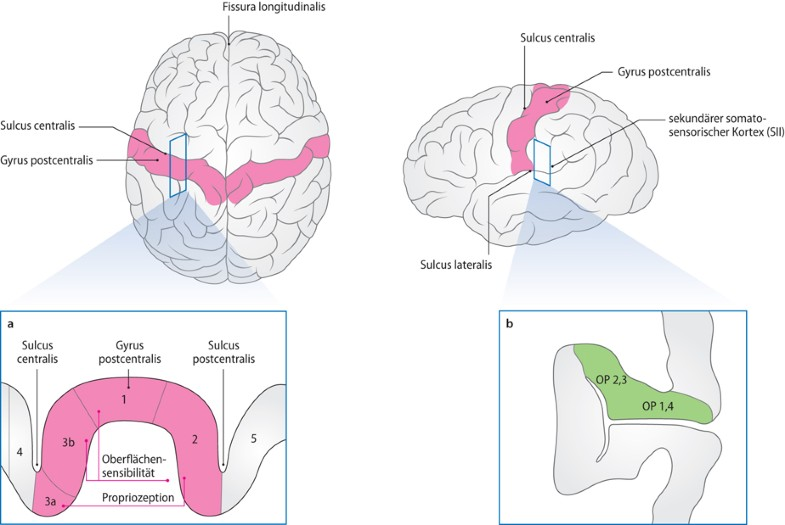 Fissura longitudinalis
Sulcus centralis
Gyrus postcentralis
Sulcus centralis
Gyrus postcentralis
sekundärer somato-
sensorischer Kortex (SII)
Sulcus lateralis
a
Sulcus
centralis
Gyrus
postcentralis
Sulcus
postcentralis
1
4
3b
2
5
3a
Oberflächen-
sensibilität
Propriozeption
b
OP 2,3
OP 1,4